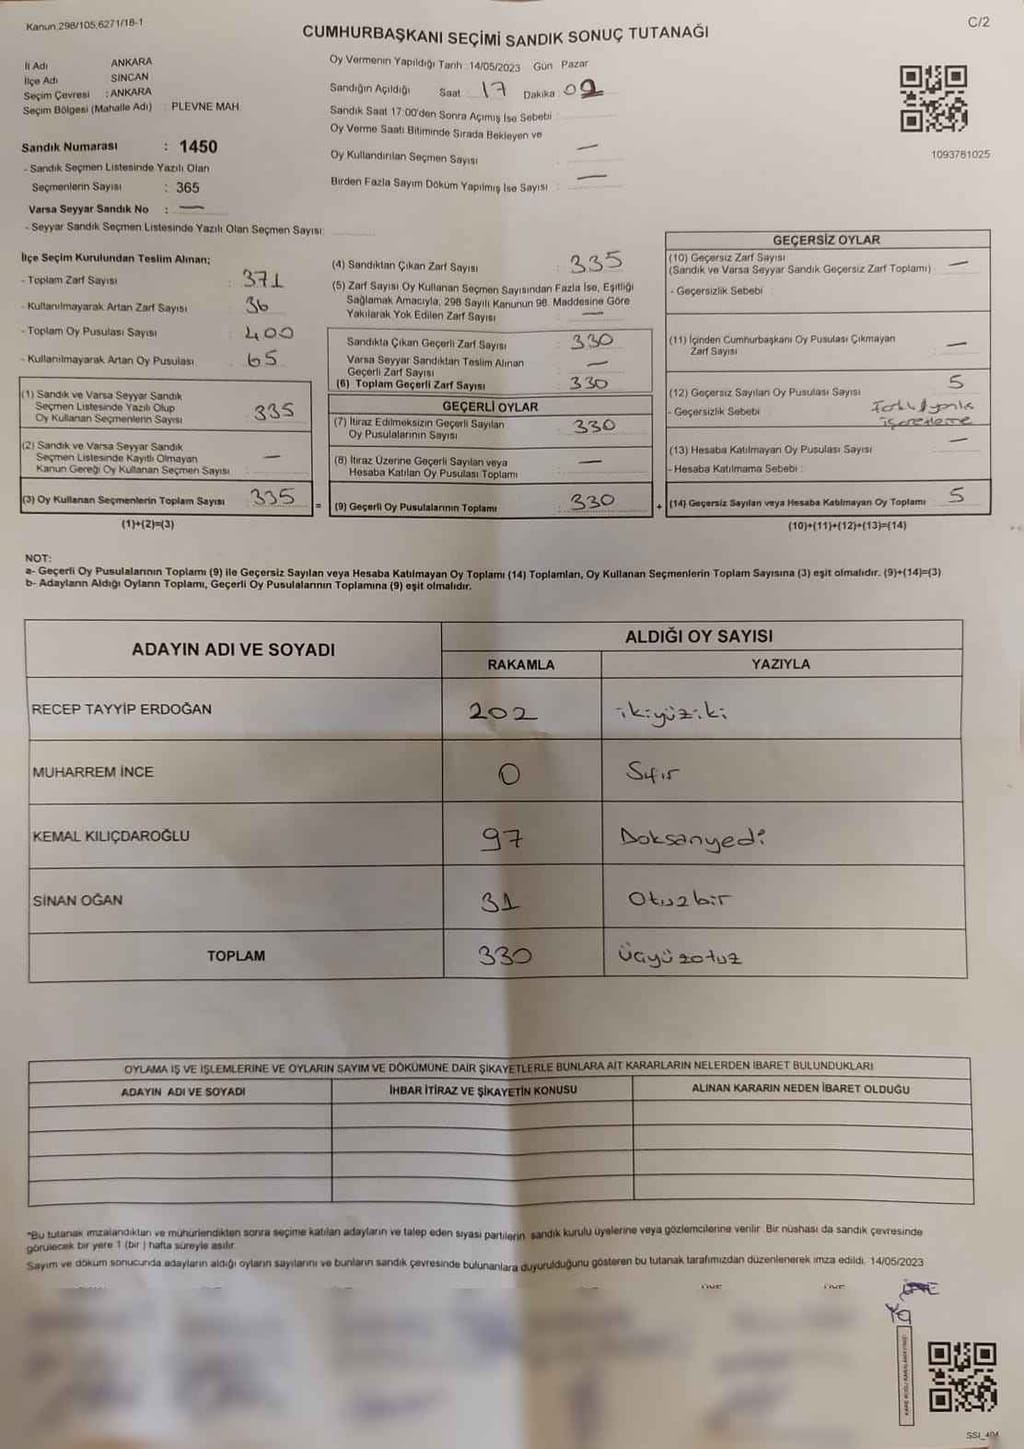 Kanun,298/105,6271/18-1
C/2
CUMHURBAŞKANI SEÇİMİ SANDIK SONUÇ TUTANAĞI
İl Adı ANKARA
İlçe Adı SİNCAN
Seçim Çevresi : ANKARA
Seçim Bölgesi (Mahalle Adı) : PLEVNE MAH.
Sandık Numarası : 1450
- Sandık Seçmen Listesinde Yazılı Olan
Seçmenlerin Sayısı : 365
Varsa Seyyar Sandık No : —
- Seyyar Sandık Seçmen Listesinde Yazılı Olan Seçmen Sayısı:
Oy Vermenin Yapıldığı Tarih :14/05/2023 Gün Pazar
Sandığın Açıldığı Saat : 17 Dakika 02
Sandık Saat 17:00'den Sonra Açımış İse Sebebi :
Oy Verme Saati Bitiminde Sırada Bekleyen ve
Oy Kullandırılan Seçmen Sayısı : —
Birden Fazla Sayım Döküm Yapılmış İse Sayısı : —
1093781025
İlçe Seçim Kurulundan Teslim Alınan;
- Toplam Zarf Sayısı : 371
- Kullanılmayarak Artan Zarf Sayısı : 36
- Toplam Oy Pusulası Sayısı : 400
- Kullanılmayarak Artan Oy Pusulası : 65
(1) Sandık ve Varsa Seyyar Sandık
Seçmen Listesinde Yazılı Olup
Oy Kullanan Seçmenlerin Sayısı : 335
(2) Sandık ve Varsa Seyyar Sandık
Seçmen Listesinde Kayıtlı Olmayan
Kanun Gereği Oy Kullanan Seçmen Sayısı : —
(3) Oy Kullanan Seçmenlerin Toplam Sayısı : 335
(1)+(2)=(3)
(4) Sandıktan Çıkan Zarf Sayısı : 335
(5) Zarf Sayısı Oy Kullanan Seçmen Sayısından Fazla İse, Eşitliği
Sağlamak Amacıyla, 298 Sayılı Kanunun 98. Maddesine Göre
Yakılarak Yok Edilen Zarf Sayısı : —
Sandıkta Çıkan Geçerli Zarf Sayısı : 330
Varsa Seyyar Sandıktan Teslim Alınan
Geçerli Zarf Sayısı : —
(6) Toplam Geçerli Zarf Sayısı : 330
GEÇERLİ OYLAR
(7) İtiraz Edilmeksizin Geçerli Sayılan
Oy Pusulalarının Sayısı : 330
(8) İtiraz Üzerine Geçerli Sayılan veya
Hesaba Katılan Oy Pusulası Toplamı : —
= (9) Geçerli Oy Pusulalarının Toplamı : 330
GEÇERSİZ OYLAR
(10) Geçersiz Zarf Sayısı
(Sandık ve Varsa Seyyar Sandık Geçersiz Zarf Toplamı) : —
- Geçersizlik Sebebi :
(11) İçinden Cumhurbaşkanı Oy Pusulası Çıkmayan
Zarf Sayısı : —
(12) Geçersiz Sayılan Oy Pusulası Sayısı : 5
- Geçersizlik Sebebi :
işaretleme
(13) Hesaba Katılmayan Oy Pusulası Sayısı : —
- Hesaba Katılmama Sebebi :
+ (14) Geçersiz Sayılan veya Hesaba Katılmayan Oy Toplamı : 5
(10)+(11)+(12)+(13)=(14)
NOT:
a- Geçerli Oy Pusulalarının Toplamı (9) ile Geçersiz Sayılan veya Hesaba Katılmayan Oy Toplamı (14) Toplamları, Oy Kullanan Seçmenlerin Toplam Sayısına (3) eşit olmalıdır. (9)+(14)=(3)
b- Adayların Aldığı Oyların Toplamı, Geçerli Oy Pusulalarının Toplamına (9) eşit olmalıdır.
ADAYIN ADI VE SOYADI
ALDIĞI OY SAYISI
RAKAMLA YAZIYLA
RECEP TAYYİP ERDOĞAN 202 ikiyüziki
MUHARREM İNCE 0 Sıfır
KEMAL KILIÇDAROĞLU 97 Doksanyedi
SİNAN OĞAN 31 Otuzbir
TOPLAM 330 Üçyüzotuz
OYLAMA İŞ VE İŞLEMLERİNE VE OYLARIN SAYIM VE DÖKÜMÜNE DAİR ŞİKAYETLERLE BUNLARA AİT KARARLARIN NELERDEN İBARET BULUNDUKLARI
ADAYIN ADI VE SOYADI İHBAR İTİRAZ VE ŞİKAYETİN KONUSU ALINAN KARARIN NEDEN İBARET OLDUĞU
*Bu tutanak imzalandıktan ve mühürlendikten sonra seçime katılan adayların ve talep eden siyasi partilerin sandık kurulu üyelerine veya gözlemcilerine verilir. Bir nüshası da sandık çevresinde
görülecek bir yere 1 (bir ) hafta süreyle asılır.
Sayım ve döküm sonucunda adayların aldığı oyların sayılarını ve bunların sandık çevresinde bulunanlara duyurulduğunu gösteren bu tutanak tarafımızdan düzenlenerek imza edildi. 14/05/2023